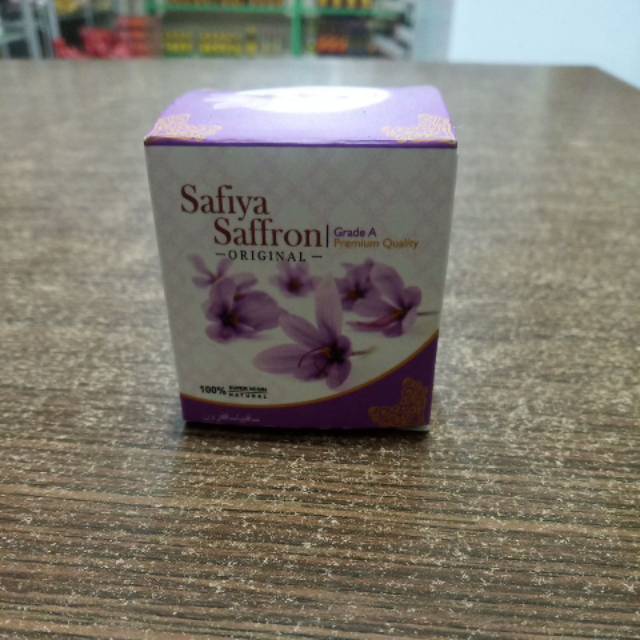 Safiya
Saffron
Grade A
Premium Quality
ORIGINAL
100% SUPER NEGIN
NATURAL